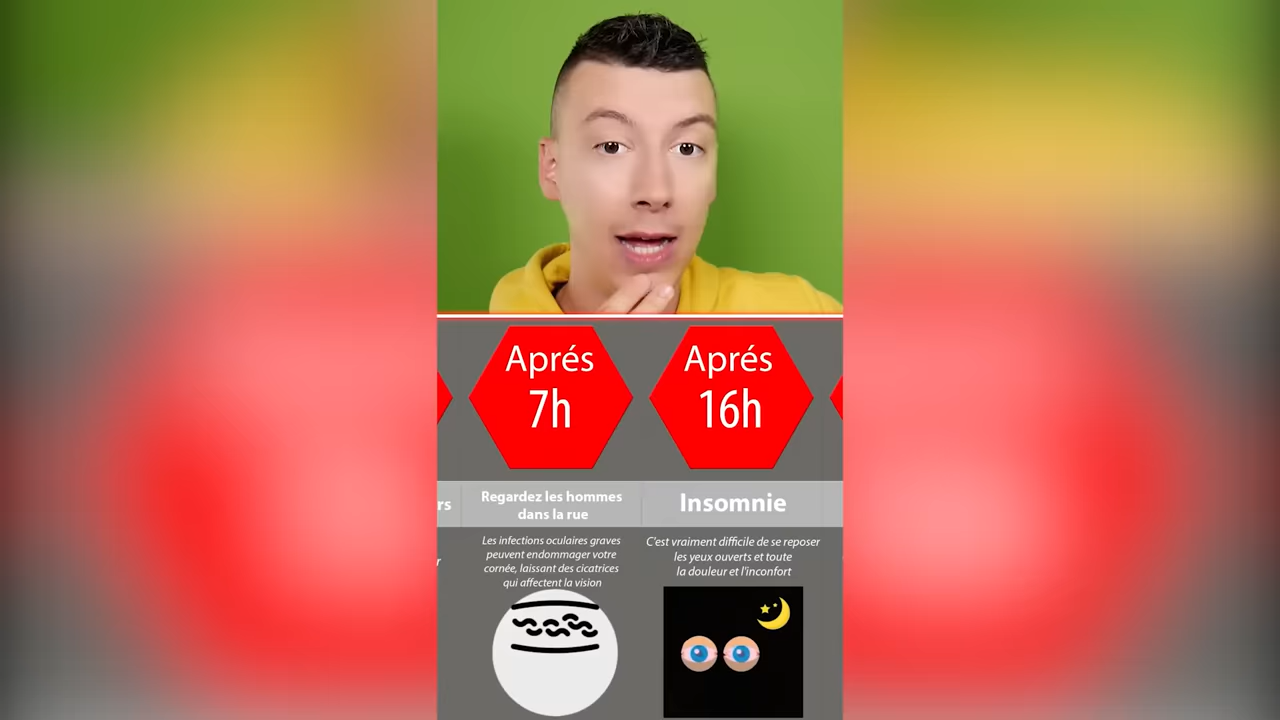 Aprés
7h
Aprés
16h
rs
Regardez les hommes
dans la rue
Insomnie
r
Les infections oculaires graves
peuvent endommager votre
cornée, laissant des cicatrices
qui affectent la vision
C'est vraiment difficile de se reposer
les yeux ouverts et toute
la douleur et l'inconfort